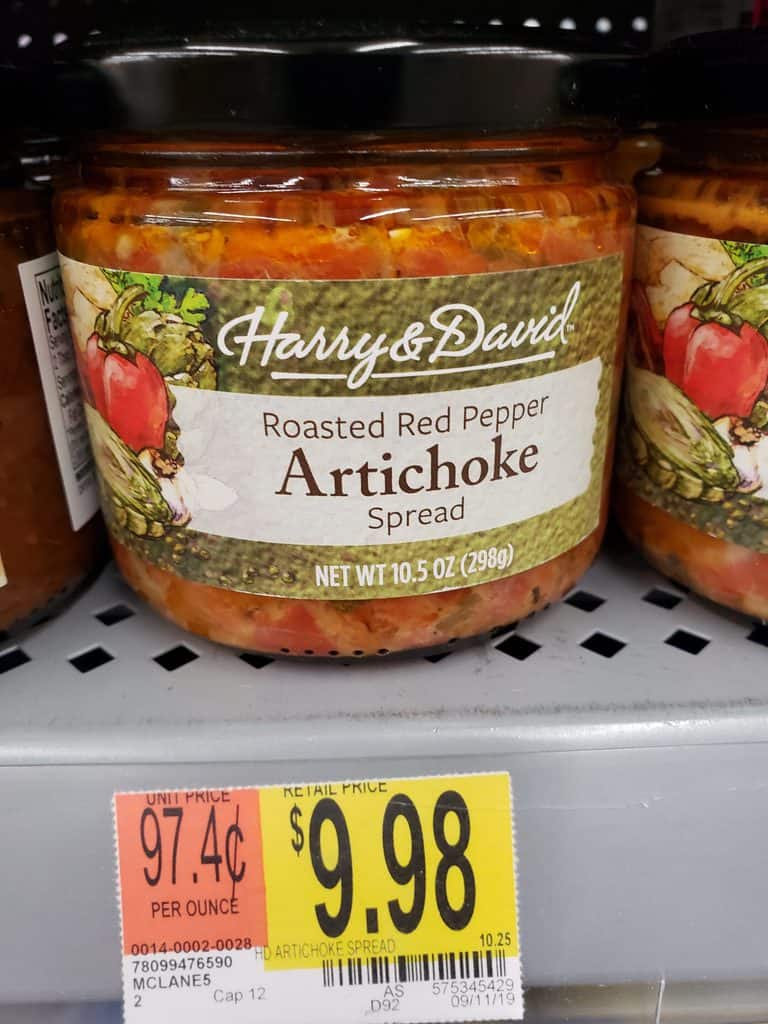 Harry & David™
Roasted Red Pepper
Artichoke
Spread
NET WT 10.5 OZ (298g)
UNIT PRICE
97.4¢
PER OUNCE
RETAIL PRICE
$9.98
0014-0002-0028
HD ARTICHOKE SPREAD
10.25
78099476590
MCLANE5
2
Cap 12
AS
D92
575345429
09/11/19